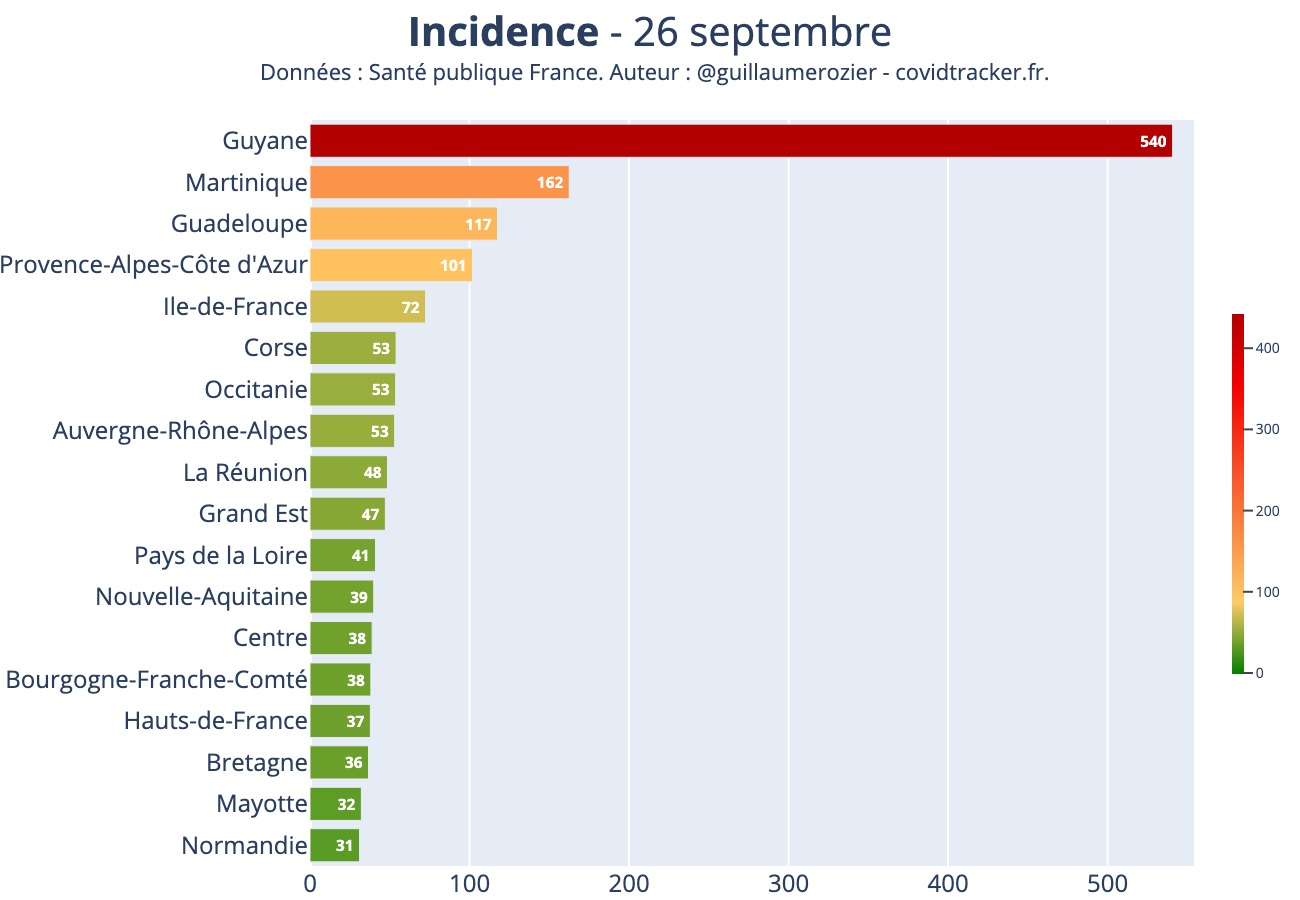 Incidence - 26 septembre
Données : Santé publique France. Auteur : @guillaumerozier - covidtracker.fr.
Guyane 540
Martinique 162
Guadeloupe 117
Provence-Alpes-Côte d'Azur 101
Ile-de-France 72
Corse 53
Occitanie 53
Auvergne-Rhône-Alpes 53
La Réunion 48
Grand Est 47
Pays de la Loire 41
Nouvelle-Aquitaine 39
Centre 38
Bourgogne-Franche-Comté 38
Hauts-de-France 37
Bretagne 36
Mayotte 32
Normandie 31
0 100 200 300 400 500
400
300
200
100
0